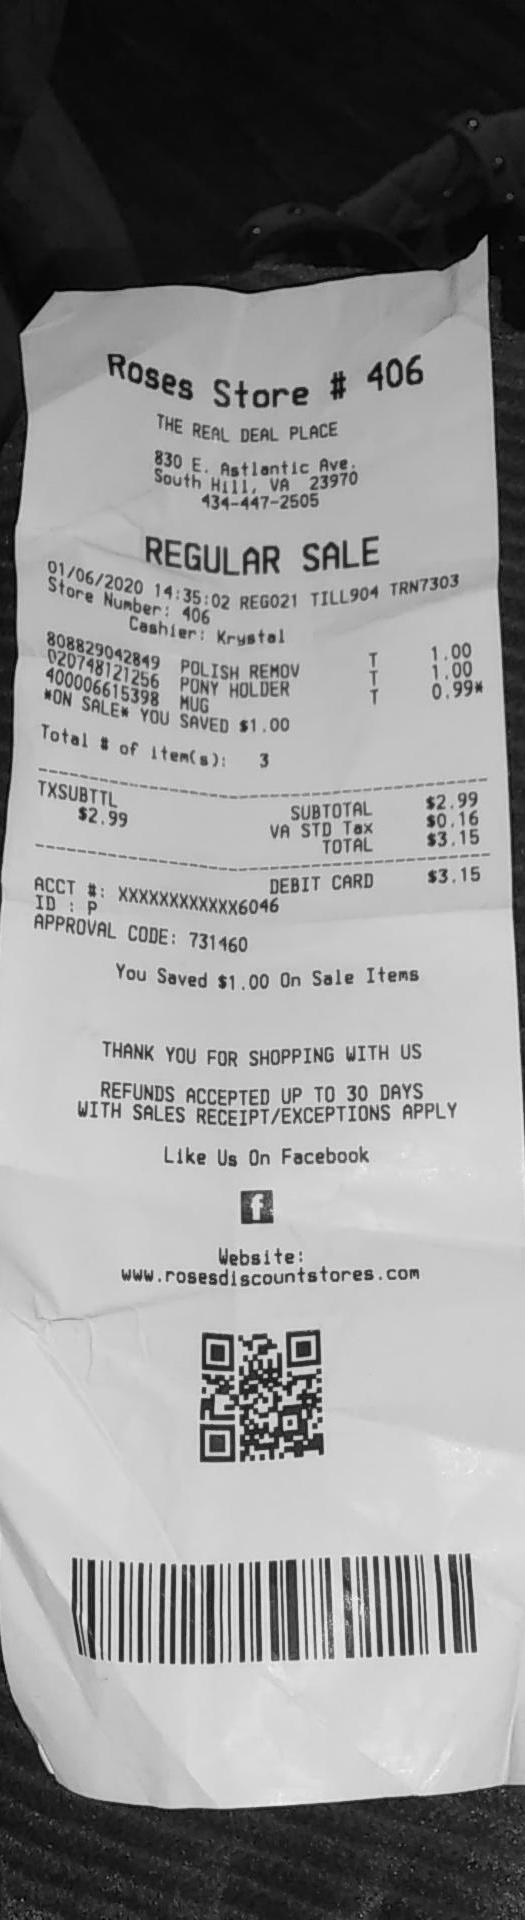 Roses Store # 406
THE REAL DEAL PLACE
830 E. Astlantic Ave.
South Hill, VA 23970
434-447-2505
REGULAR SALE
01/06/2020 14:35:02 REG021 TILL904 TRN7303
Store Number: 406
Cashier: Krystal
808829042849 POLISH REMOV T 1.00
020748121256 PONY HOLDER T 1.00
400006615398 MUG T 0.99*
*ON SALE* YOU SAVED $1.00
Total # of item(s): 3
TXSUBTTL SUBTOTAL $2.99
$2.99 VA STD Tax $0.16
TOTAL $3.15
DEBIT CARD $3.15
ACCT #: XXXXXXXXXXXX6046
ID : P
APPROVAL CODE: 731460
You Saved $1.00 On Sale Items
THANK YOU FOR SHOPPING WITH US
REFUNDS ACCEPTED UP TO 30 DAYS
WITH SALES RECEIPT/EXCEPTIONS APPLY
Like Us On Facebook
f
Website:
www.rosesdiscountstores.com